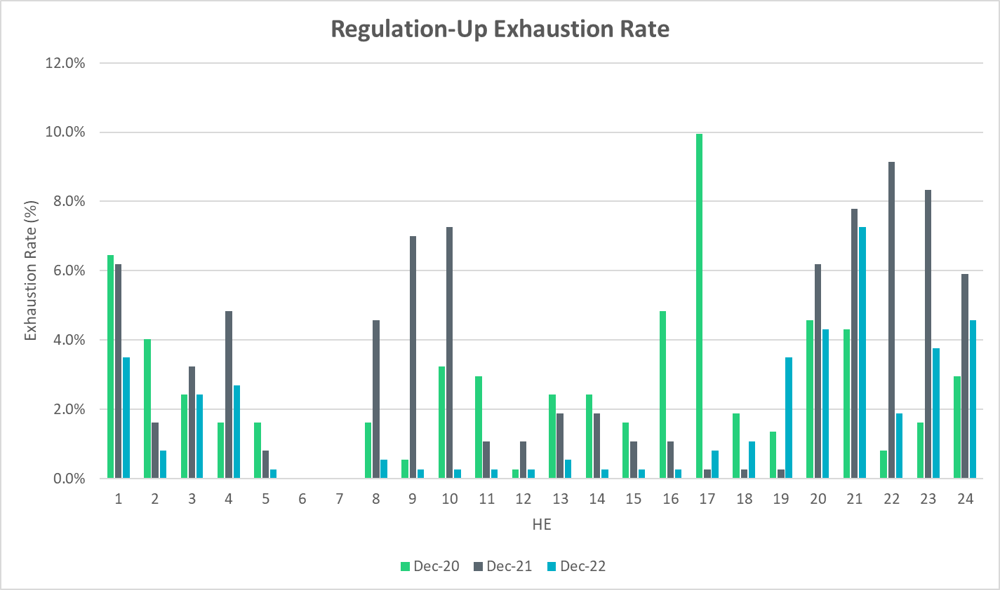 Regulation-Up Exhaustion Rate
12.0%
10.0%
8.0%
6.0%
4.0%
2.0%
0.0%
Exhaustion Rate (%)
1 2 3 4 5 6 7 8 9 10 11 12 13 14 15 16 17 18 19 20 21 22 23 24
HE
Dec-20 Dec-21 Dec-22